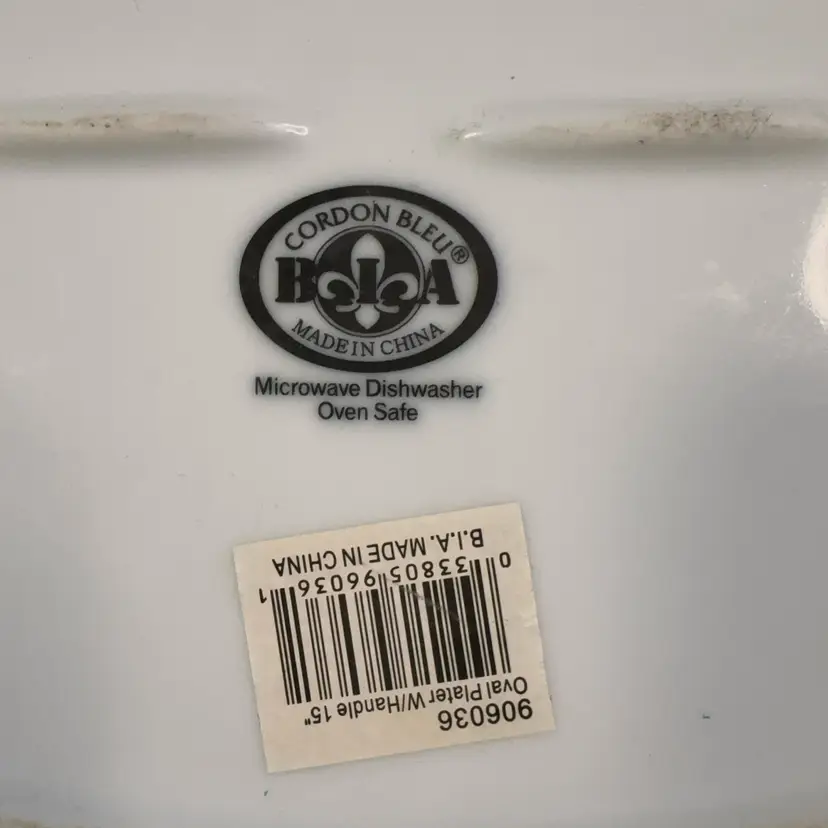 CORDON BLEU®
BIA
MADE IN CHINA
Microwave Dishwasher
Oven Safe
906036
Oval Plater W/Handle 15"
0 33805 96036 1
B.I.A. MADE IN CHINA